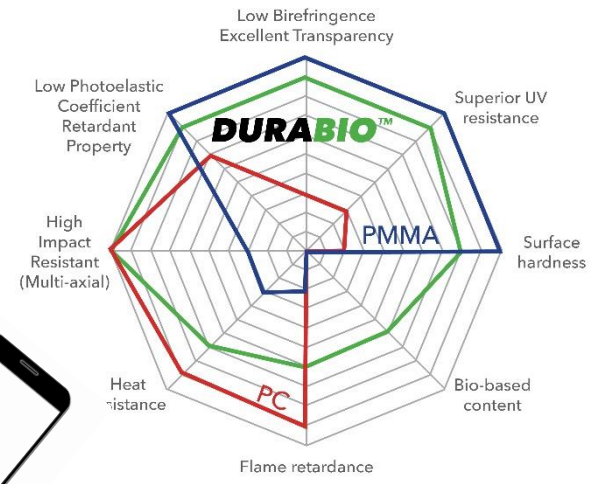 Low Birefringence
Excellent Transparency
Low Photoelastic
Coefficient
Retardant
Property
Superior UV
resistance
DURABIO™
PMMA
High
Impact
Resistant
(Multi-axial)
Surface
hardness
Heat
sistance
PC
Bio-based
content
Flame retardance